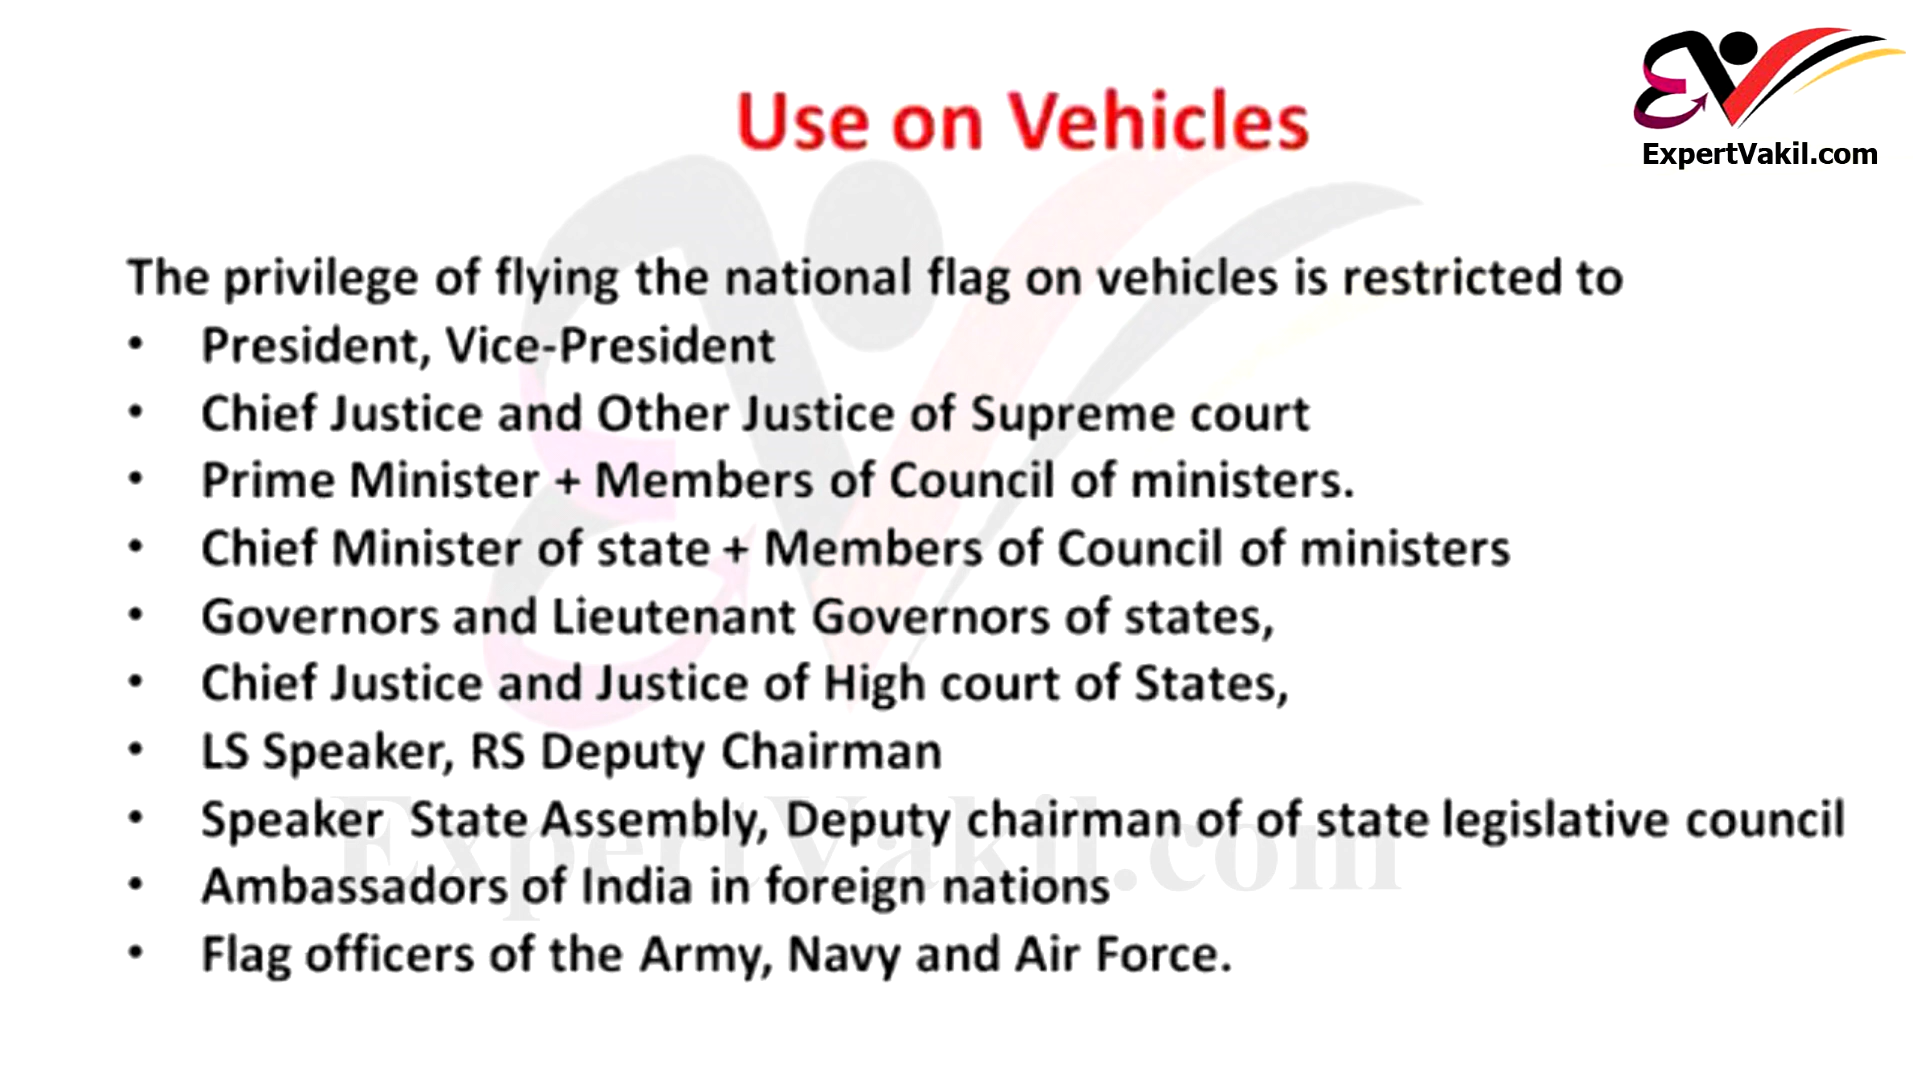 Use on Vehicles
ExpertVakil.com
The privilege of flying the national flag on vehicles is restricted to
• President, Vice-President
• Chief Justice and Other Justice of Supreme court
• Prime Minister + Members of Council of ministers.
• Chief Minister of state + Members of Council of ministers
• Governors and Lieutenant Governors of states,
• Chief Justice and Justice of High court of States,
• LS Speaker, RS Deputy Chairman
• Speaker State Assembly, Deputy chairman of of state legislative council
• Ambassadors of India in foreign nations
• Flag officers of the Army, Navy and Air Force.
ExpertVakil.com